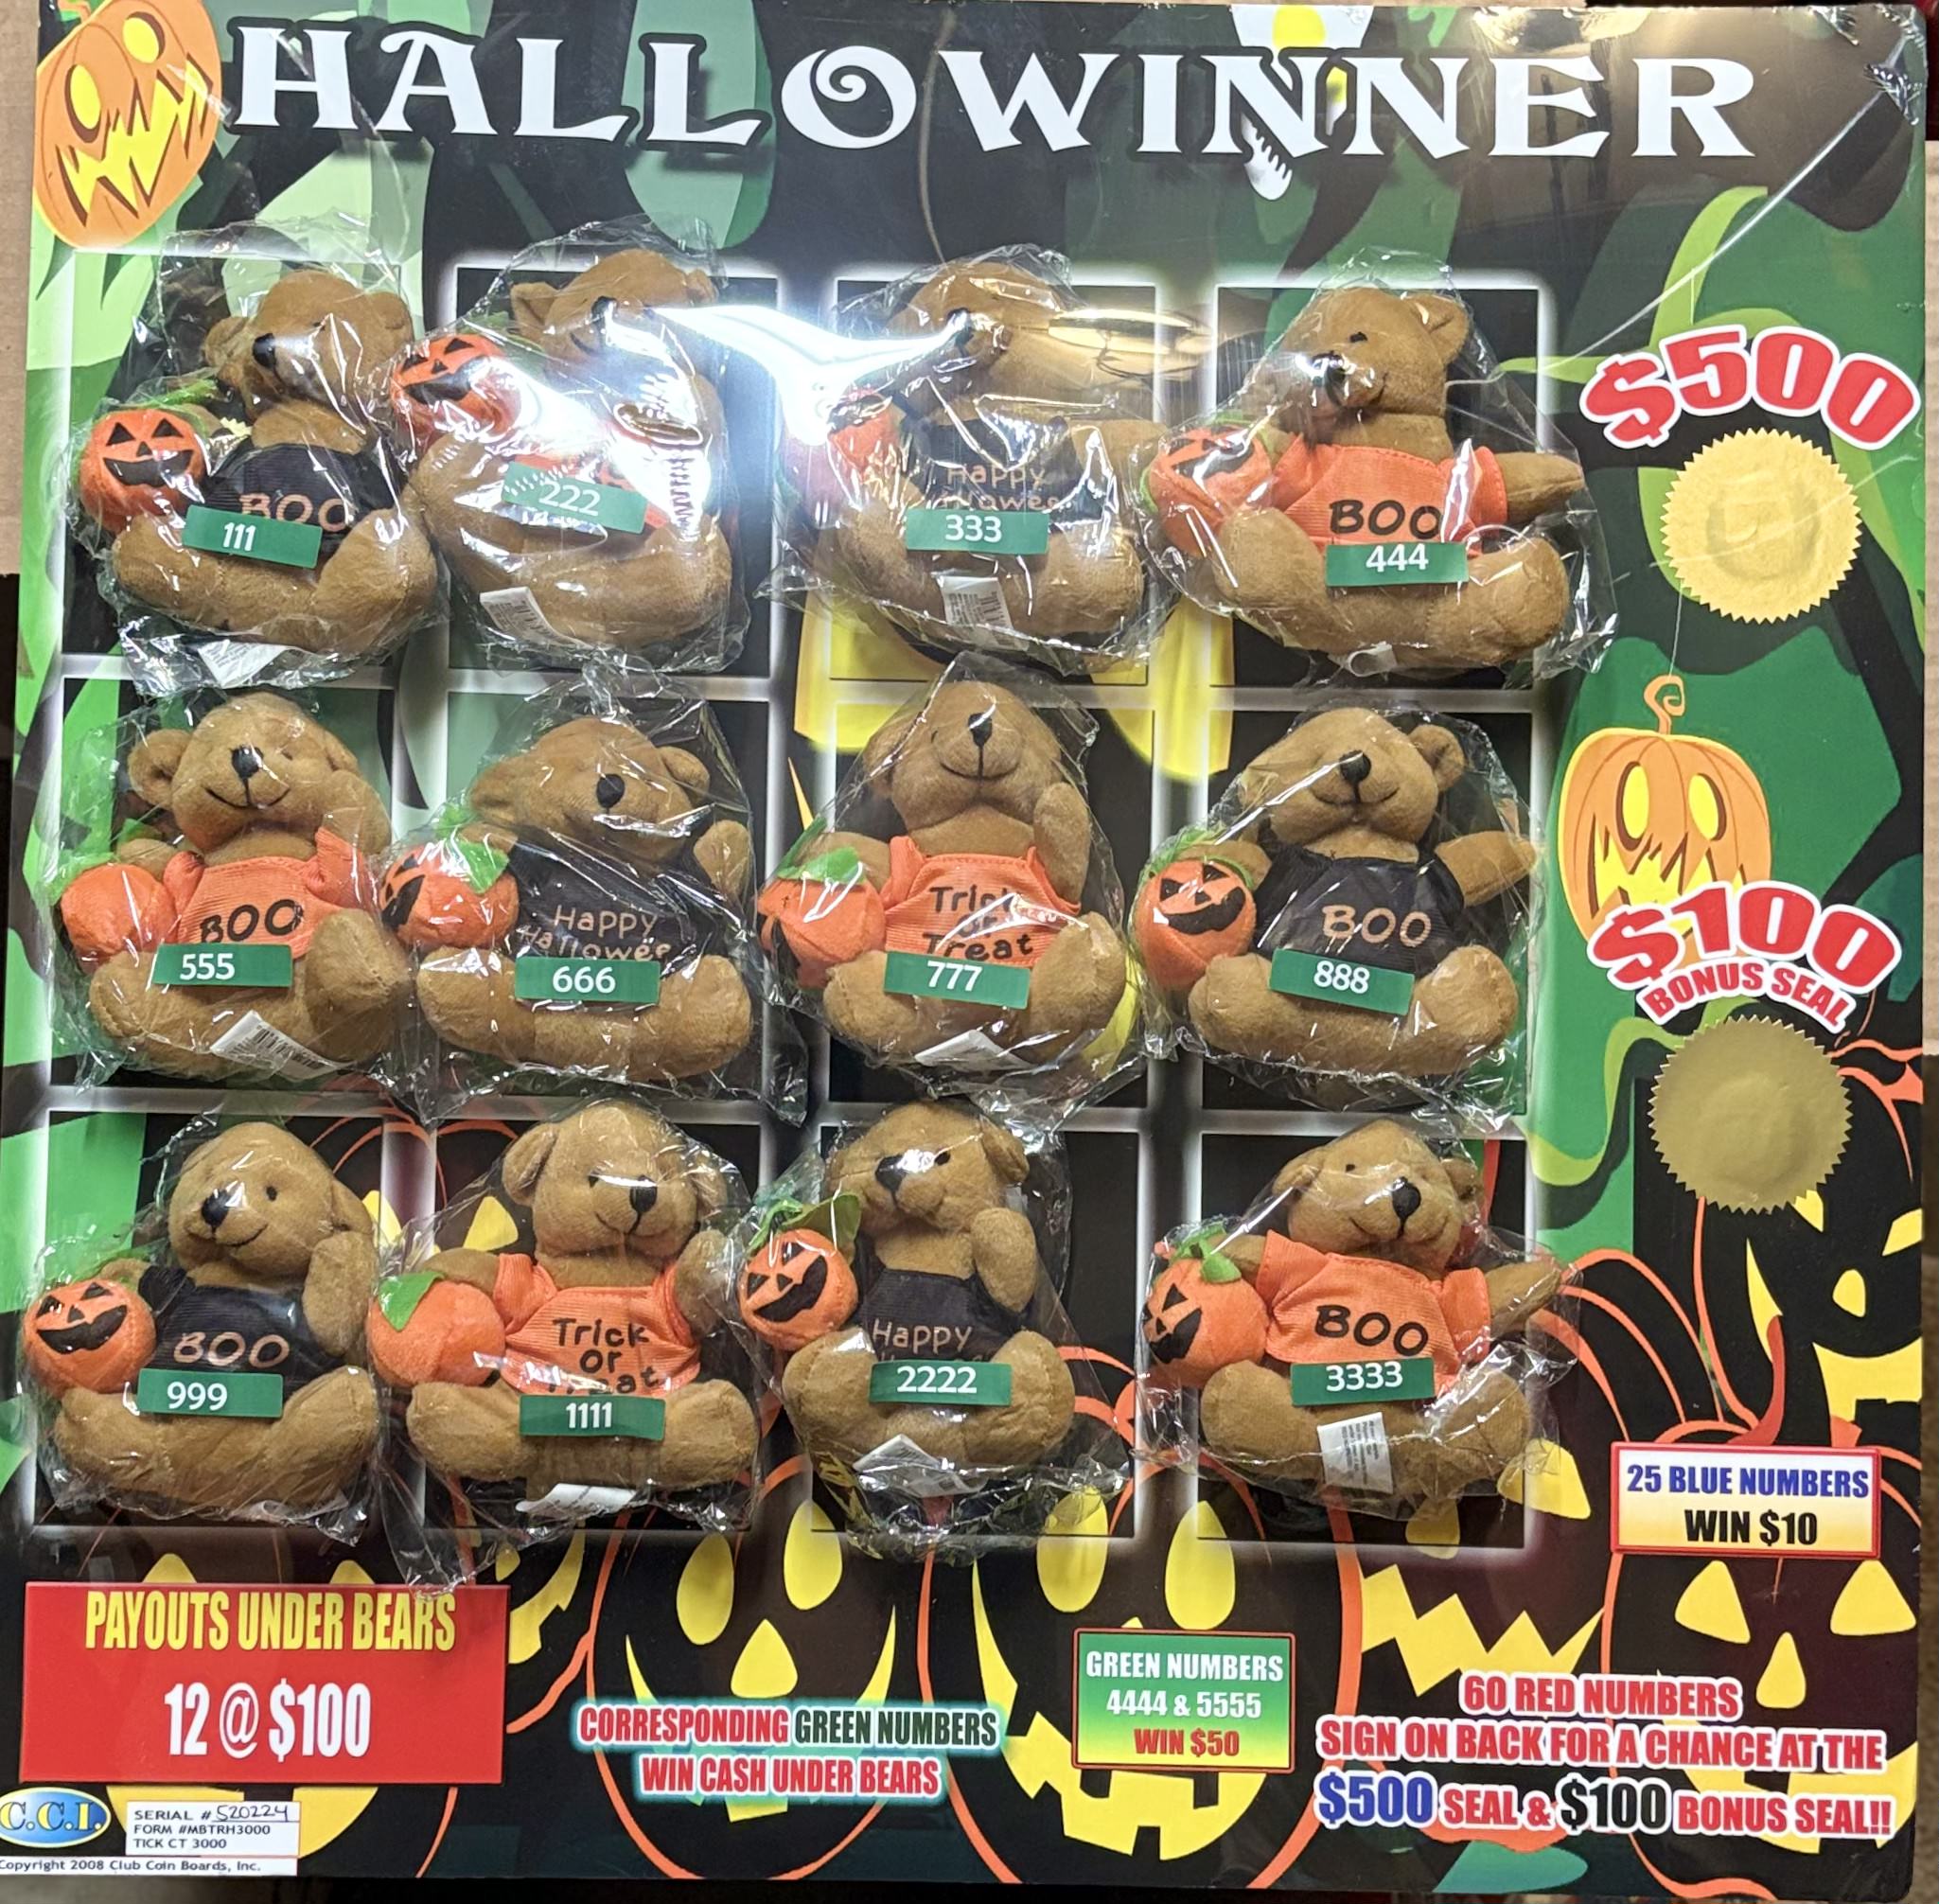 HALLOWINNER
$500
BOO
111
222
Happy
333
BOO
444
BOO
555
Happy
Hallowee
666
Trick
or
Treat
777
BOO
888
$100
BONUS SEAL
BOO
999
Trick
or
Treat
1111
Happy
2222
BOO
3333
25 BLUE NUMBERS
WIN $10
PAYOUTS UNDER BEARS
12 @ $100
CORRESPONDING GREEN NUMBERS
WIN CASH UNDER BEARS
GREEN NUMBERS
4444 & 5555
WIN $50
60 RED NUMBERS
SIGN ON BACK FOR A CHANCE AT THE
$500 SEAL & $100 BONUS SEAL!!
C.C.I.
SERIAL # 520224
FORM #MBTRH3000
TICK CT 3000
Copyright 2008 Club Coin Boards, Inc.